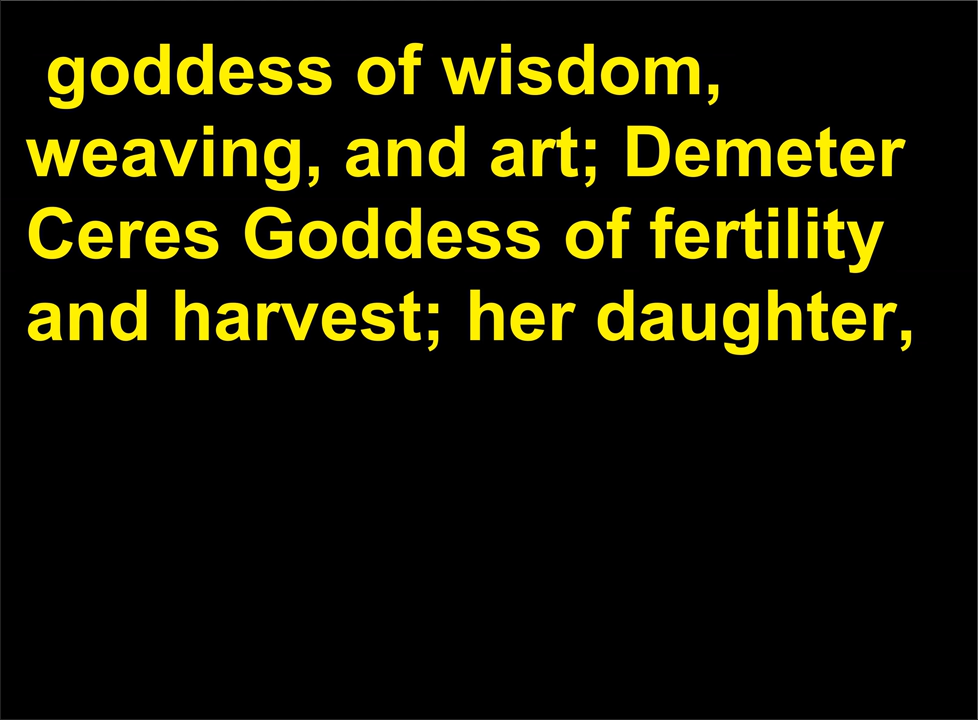 goddess of wisdom,
weaving, and art; Demeter
Ceres Goddess of fertility
and harvest; her daughter,